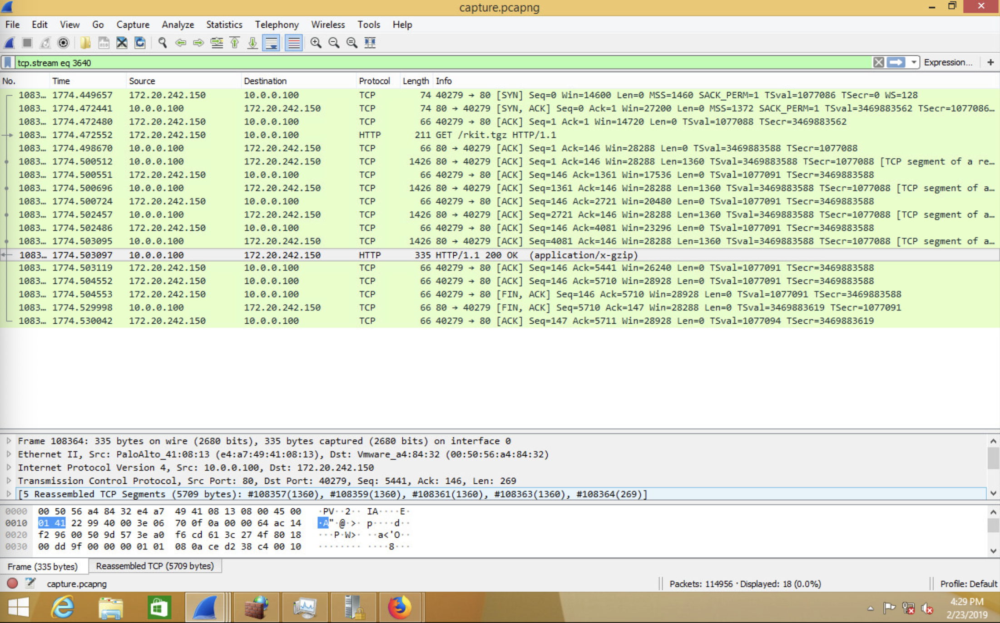 capture.pcapng
File Edit View Go Capture Analyze Statistics Telephony Wireless Tools Help
tcp.stream eq 3640 Expression... +
No. Time Source Destination Protocol Length Info
1083… 1774.449657 172.20.242.150 10.0.0.100 TCP 74 40279 → 80 [SYN] Seq=0 Win=14600 Len=0 MSS=1460 SACK_PERM=1 TSval=1077086 TSecr=0 WS=128
1083… 1774.472441 10.0.0.100 172.20.242.150 TCP 74 80 → 40279 [SYN, ACK] Seq=0 Ack=1 Win=27200 Len=0 MSS=1372 SACK_PERM=1 TSval=3469883562 TSecr=1077086…
1083… 1774.472480 172.20.242.150 10.0.0.100 TCP 66 40279 → 80 [ACK] Seq=1 Ack=1 Win=14720 Len=0 TSval=1077088 TSecr=3469883562
1083… 1774.472552 172.20.242.150 10.0.0.100 HTTP 211 GET /rkit.tgz HTTP/1.1
1083… 1774.498670 10.0.0.100 172.20.242.150 TCP 66 80 → 40279 [ACK] Seq=1 Ack=146 Win=28288 Len=0 TSval=3469883588 TSecr=1077088
1083… 1774.500512 10.0.0.100 172.20.242.150 TCP 1426 80 → 40279 [ACK] Seq=1 Ack=146 Win=28288 Len=1360 TSval=3469883588 TSecr=1077088 [TCP segment of a re…
1083… 1774.500551 172.20.242.150 10.0.0.100 TCP 66 40279 → 80 [ACK] Seq=146 Ack=1361 Win=17536 Len=0 TSval=1077091 TSecr=3469883588
1083… 1774.500696 10.0.0.100 172.20.242.150 TCP 1426 80 → 40279 [ACK] Seq=1361 Ack=146 Win=28288 Len=1360 TSval=3469883588 TSecr=1077088 [TCP segment of a…
1083… 1774.500724 172.20.242.150 10.0.0.100 TCP 66 40279 → 80 [ACK] Seq=146 Ack=2721 Win=20480 Len=0 TSval=1077091 TSecr=3469883588
1083… 1774.502457 10.0.0.100 172.20.242.150 TCP 1426 80 → 40279 [ACK] Seq=2721 Ack=146 Win=28288 Len=1360 TSval=3469883588 TSecr=1077088 [TCP segment of a…
1083… 1774.502486 172.20.242.150 10.0.0.100 TCP 66 40279 → 80 [ACK] Seq=146 Ack=4081 Win=23296 Len=0 TSval=1077091 TSecr=3469883588
1083… 1774.503095 10.0.0.100 172.20.242.150 TCP 1426 80 → 40279 [ACK] Seq=4081 Ack=146 Win=28288 Len=1360 TSval=3469883588 TSecr=1077088 [TCP segment of a…
1083… 1774.503097 10.0.0.100 172.20.242.150 HTTP 335 HTTP/1.1 200 OK (application/x-gzip)
1083… 1774.503119 172.20.242.150 10.0.0.100 TCP 66 40279 → 80 [ACK] Seq=146 Ack=5441 Win=26240 Len=0 TSval=1077091 TSecr=3469883588
1083… 1774.504552 172.20.242.150 10.0.0.100 TCP 66 40279 → 80 [ACK] Seq=146 Ack=5710 Win=28928 Len=0 TSval=1077091 TSecr=3469883588
1083… 1774.504553 172.20.242.150 10.0.0.100 TCP 66 40279 → 80 [FIN, ACK] Seq=146 Ack=5710 Win=28928 Len=0 TSval=1077091 TSecr=3469883588
1083… 1774.529998 10.0.0.100 172.20.242.150 TCP 66 80 → 40279 [FIN, ACK] Seq=5710 Ack=147 Win=28288 Len=0 TSval=3469883619 TSecr=1077091
1083… 1774.530042 172.20.242.150 10.0.0.100 TCP 66 40279 → 80 [ACK] Seq=147 Ack=5711 Win=28928 Len=0 TSval=1077094 TSecr=3469883619
Frame 108364: 335 bytes on wire (2680 bits), 335 bytes captured (2680 bits) on interface 0
Ethernet II, Src: PaloAlto_41:08:13 (e4:a7:49:41:08:13), Dst: Vmware_a4:84:32 (00:50:56:a4:84:32)
Internet Protocol Version 4, Src: 10.0.0.100, Dst: 172.20.242.150
Transmission Control Protocol, Src Port: 80, Dst Port: 40279, Seq: 5441, Ack: 146, Len: 269
[5 Reassembled TCP Segments (5709 bytes): #108357(1360), #108359(1360), #108361(1360), #108363(1360), #108364(269)]
0000 00 50 56 a4 84 32 e4 a7 49 41 08 13 08 00 45 00 ·PV··2·· IA····E·
0010 01 41 22 99 40 00 3e 06 70 0f 0a 00 00 64 ac 14 ·A"·@·>· p····d··
0020 f2 96 00 50 9d 57 3e a0 f6 cd 61 3c 27 4f 80 18 ···P·W>· ··a<'O··
0030 00 dd 9f 00 00 00 01 01 08 0a ce d2 38 c4 00 10 ········ ····8···
Frame (335 bytes) Reassembled TCP (5709 bytes)
capture.pcapng Packets: 114956 · Displayed: 18 (0.0%) Profile: Default
4:29 PM
2/23/2019